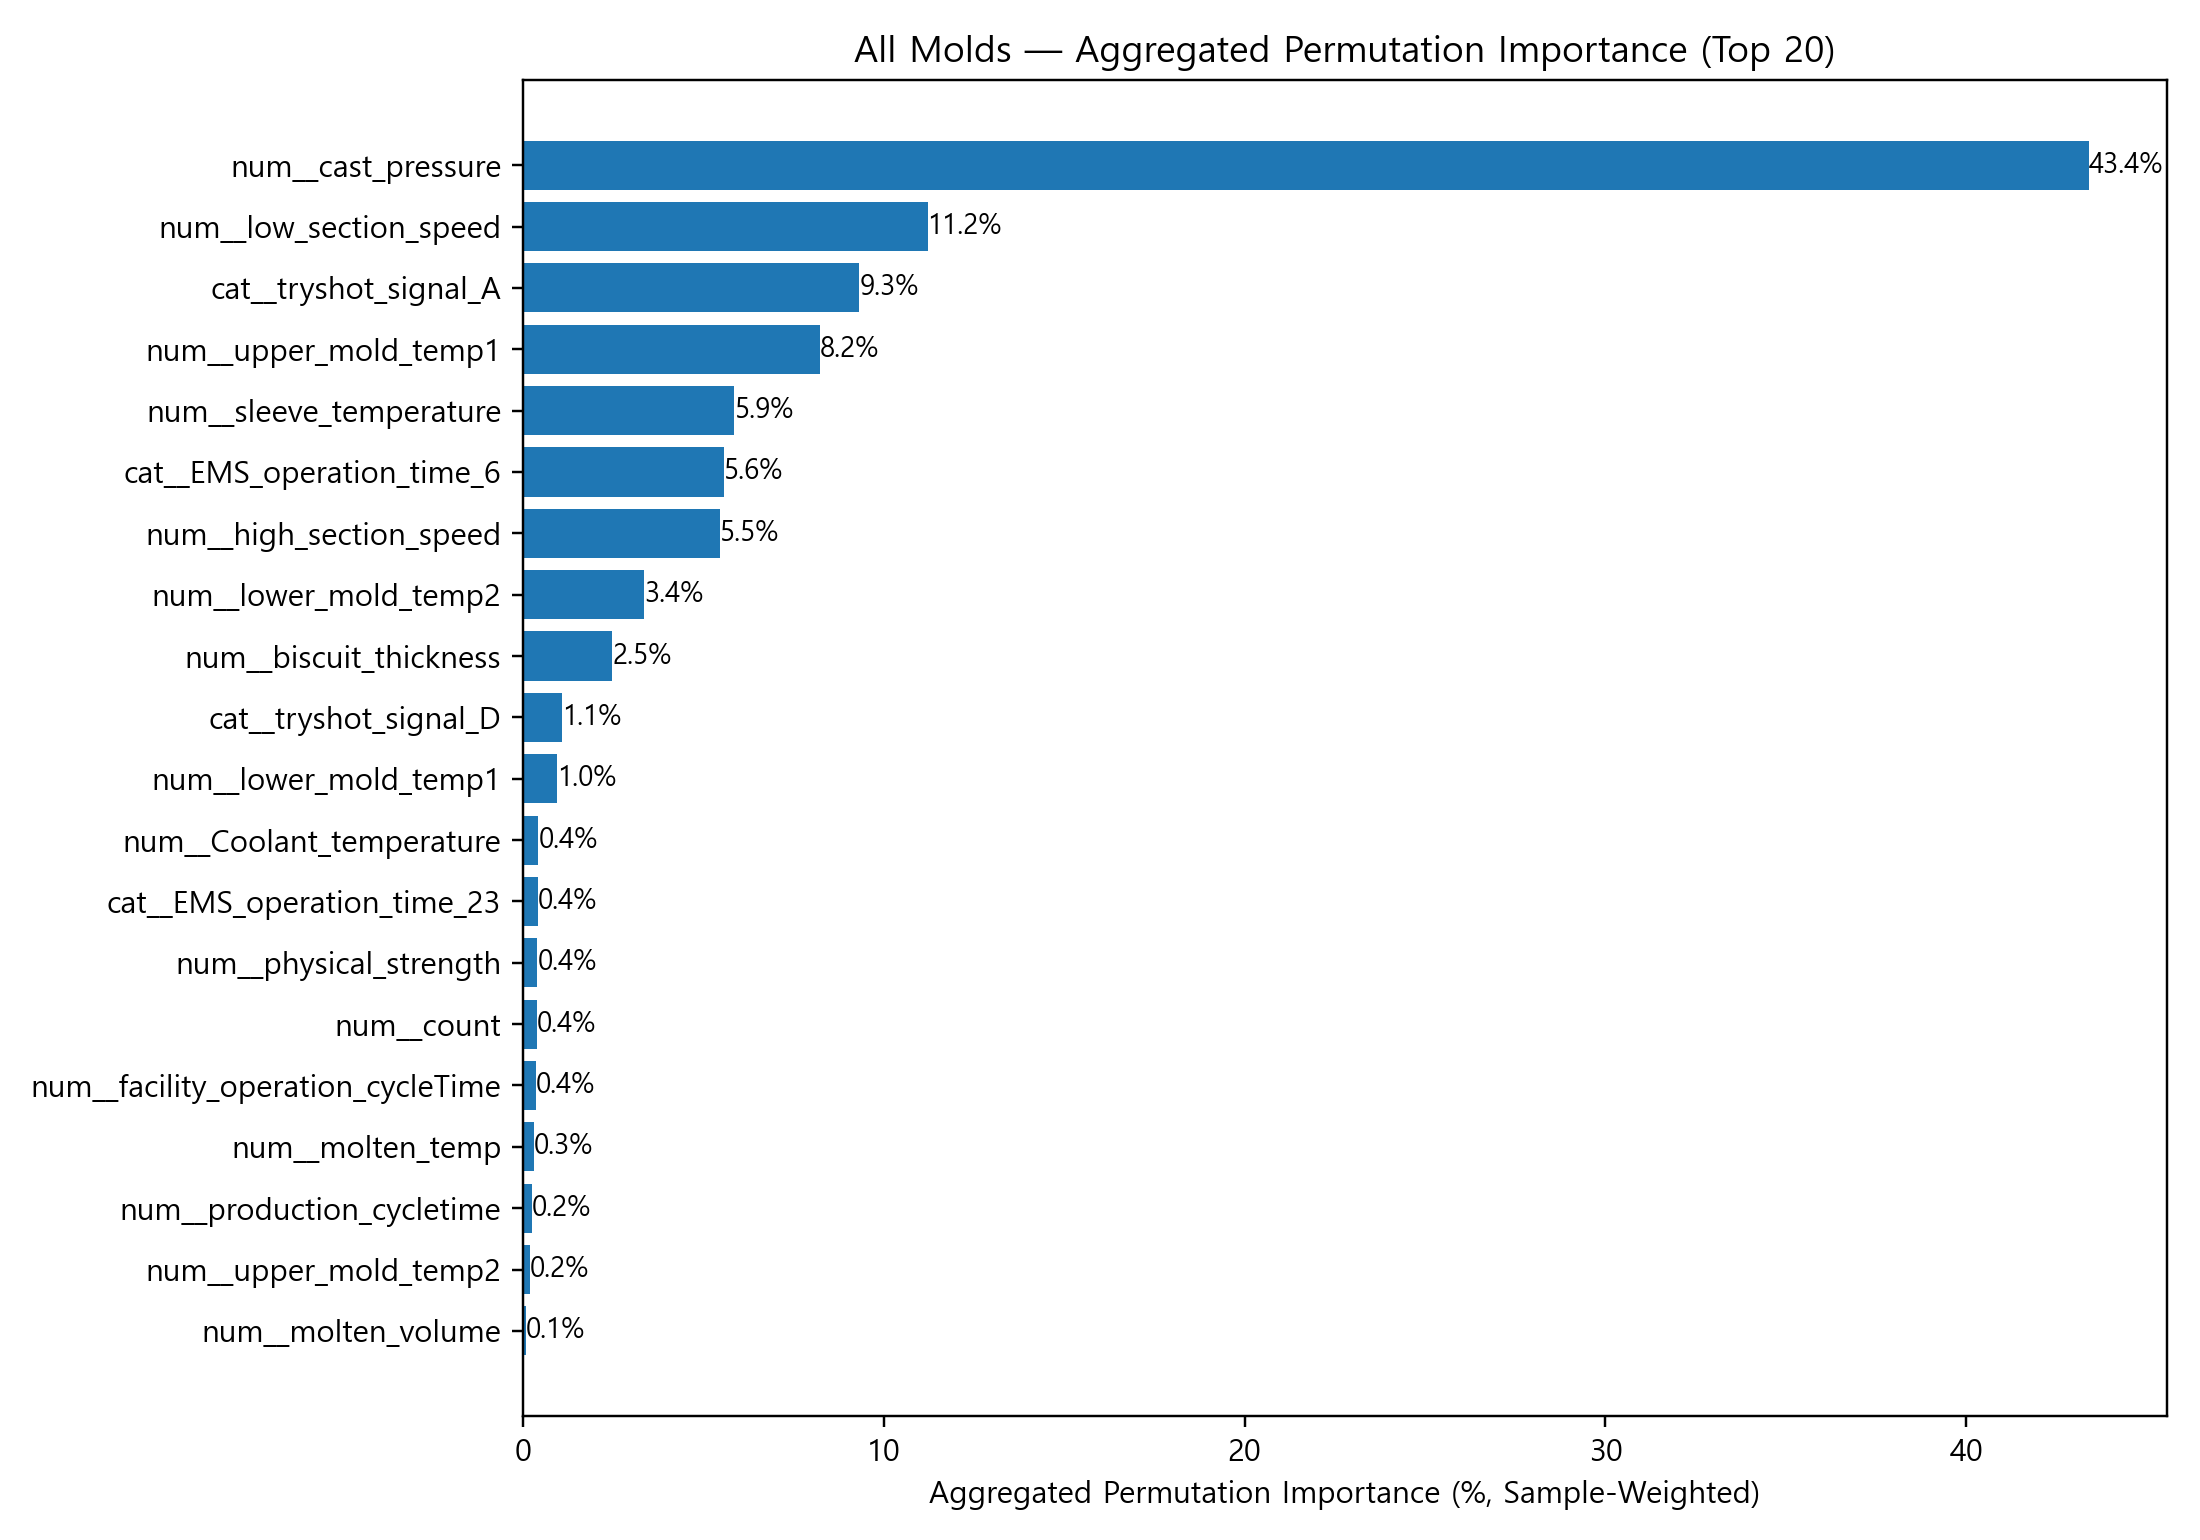 All Molds — Aggregated Permutation Importance (Top 20)
num__cast_pressure 43.4%
num__low_section_speed 11.2%
cat__tryshot_signal_A 9.3%
num__upper_mold_temp1 8.2%
num__sleeve_temperature 5.9%
cat__EMS_operation_time_6 5.6%
num__high_section_speed 5.5%
num__lower_mold_temp2 3.4%
num__biscuit_thickness 2.5%
cat__tryshot_signal_D 1.1%
num__lower_mold_temp1 1.0%
num__Coolant_temperature 0.4%
cat__EMS_operation_time_23 0.4%
num__physical_strength 0.4%
num__count 0.4%
num__facility_operation_cycleTime 0.4%
num__molten_temp 0.3%
num__production_cycletime 0.2%
num__upper_mold_temp2 0.2%
num__molten_volume 0.1%
0 10 20 30 40
Aggregated Permutation Importance (%, Sample-Weighted)